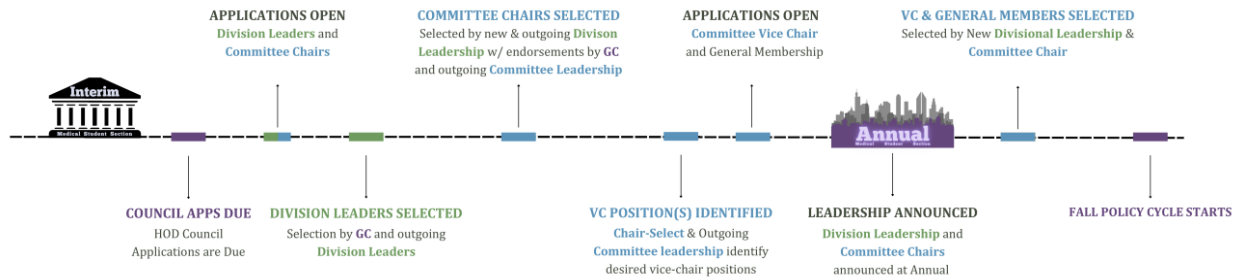 APPLICATIONS OPEN
Division Leaders and
Committee Chairs
COMMITTEE CHAIRS SELECTED
Selected by new & outgoing Divison
Leadership w/ endorsements by GC
and outgoing Committee Leadership
APPLICATIONS OPEN
Committee Vice Chair
and General Membership
VC & GENERAL MEMBERS SELECTED
Selected by New Divisional Leadership &
Committee Chair
Interim
Medical Student Section
Annual
Medical Student Section
COUNCIL APPS DUE
HOD Council
Applications are Due
DIVISION LEADERS SELECTED
Selection by GC and outgoing
Division Leaders
VC POSITION(S) IDENTIFIED
Chair-Select & Outgoing
Committee leadership identify
desired vice-chair positions
LEADERSHIP ANNOUNCED
Division Leadership and
Committee Chairs
announced at Annual
FALL POLICY CYCLE STARTS